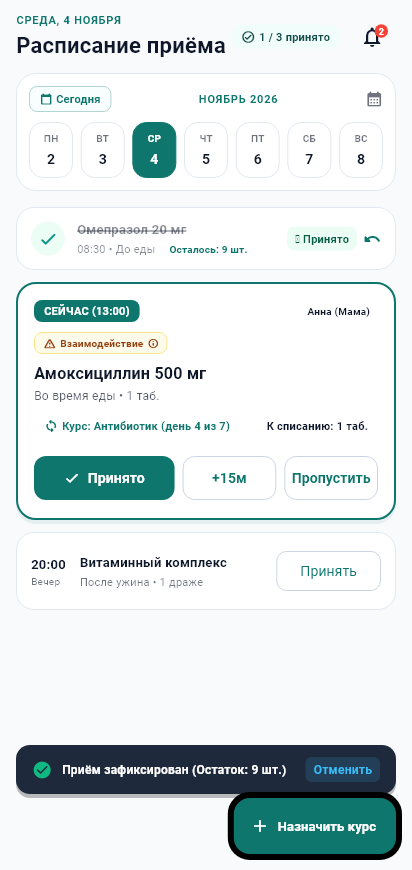 СРЕДА, 4 НОЯБРЯ
Расписание приёма
1 / 3 принято
2
Сегодня
НОЯБРЬ 2026
ПН ВТ СР ЧТ ПТ СБ ВС
2 3 4 5 6 7 8
Омепразол 20 мг
08:30 • До еды
Осталось: 9 шт.
Принято
СЕЙЧАС (13:00)
Анна (Мама)
Взаимодействие
Амоксициллин 500 мг
Во время еды • 1 таб.
Курс: Антибиотик (день 4 из 7)
К списанию: 1 таб.
Принято
+15м
Пропустить
20:00
Вечер
Витаминный комплекс
После ужина • 1 драже
Принять
Приём зафиксирован (Остаток: 9 шт.)
Отменить
Назначить курс